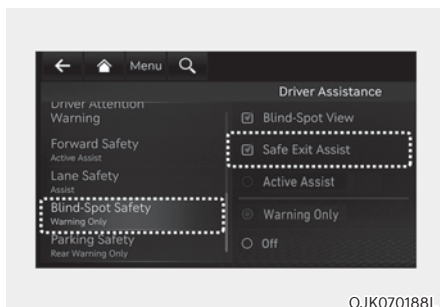 Menu
Driver Assistance
Driver Attention
Warning
Forward Safety
Active Assist
Lane Safety
Assist
Blind-Spot Safety
Warning Only
Parking Safety
Rear Warning Only
Blind-Spot View
Safe Exit Assist
Active Assist
Warning Only
Off
OJK070188L